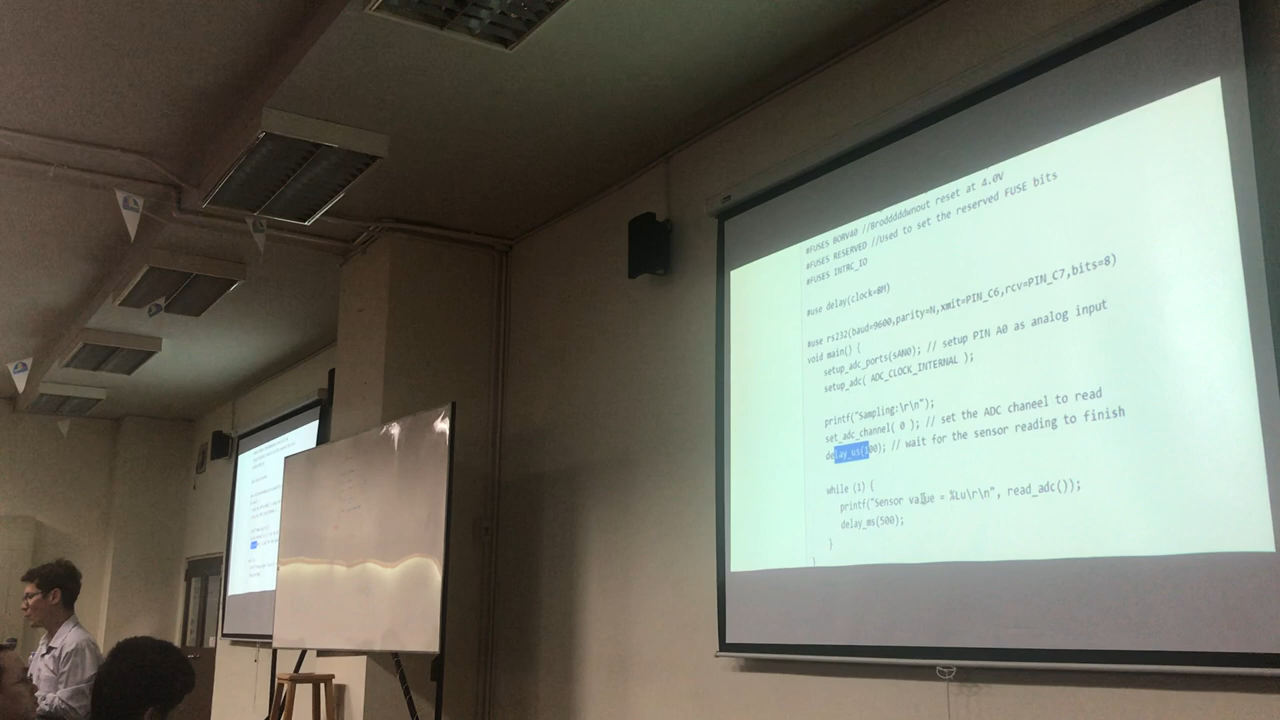 #FUSES BORV40 //Brodddddwnout reset at 4.0V
#FUSES RESERVED //Used to set the reserved FUSE bits
#FUSES INTRC_IO
#use delay(clock=8M)
#use rs232(baud=9600,parity=N,xmit=PIN_C6,rcv=PIN_C7,bits=8)
void main() {
setup_adc_ports(sAN0); // setup PIN A0 as analog input
setup_adc( ADC_CLOCK_INTERNAL );
printf("Sampling:\r\n");
set_adc_channel( 0 ); // set the ADC chaneel to read
delay_us(100); // wait for the sensor reading to finish
while (1) {
printf("Sensor value = %Lu\r\n", read_adc());
delay_ms(500);
}
}